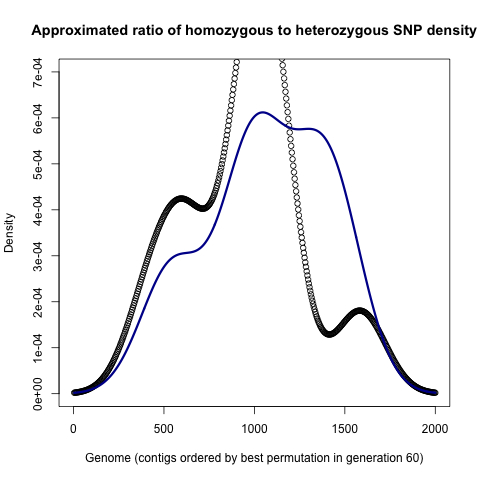 Approximated ratio of homozygous to heterozygous SNP density
7e-04
6e-04
5e-04
4e-04
3e-04
2e-04
1e-04
0e+00
Density
0 500 1000 1500 2000
Genome (contigs ordered by best permutation in generation 60)